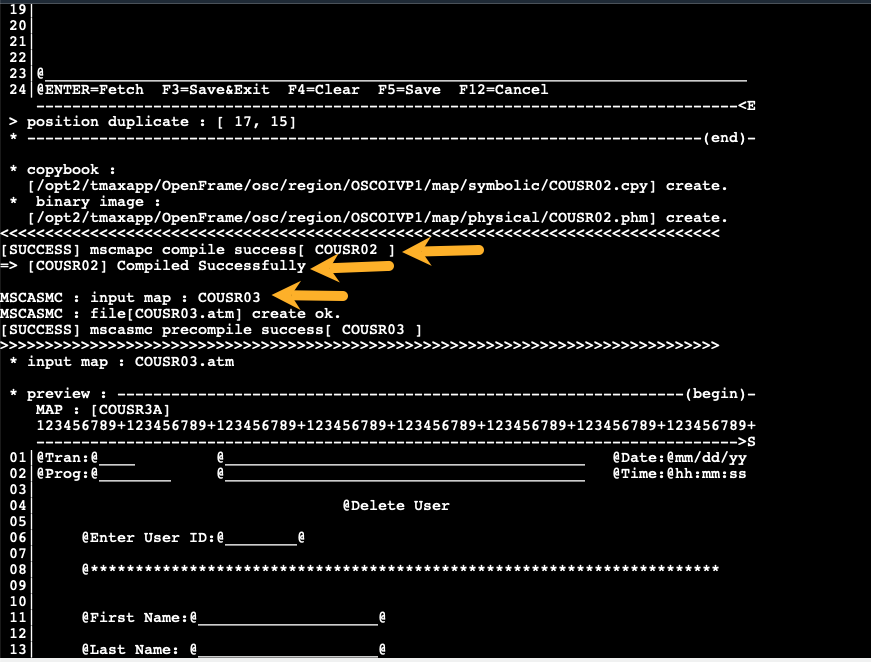 19|
20|
21|
22|
23|@______________________________________________________________________________
24|@ENTER=Fetch  F3=Save&Exit  F4=Clear  F5=Save  F12=Cancel
------------------------------------------------------------------------------<E
> position duplicate : [ 17, 15]
* ---------------------------------------------------------------------------(end)-
* copybook :
[/opt2/tmaxapp/OpenFrame/osc/region/OSCOIVP1/map/symbolic/COUSR02.cpy] create.
*  binary image :
[/opt2/tmaxapp/OpenFrame/osc/region/OSCOIVP1/map/physical/COUSR02.phm] create.
<<<<<<<<<<<<<<<<<<<<<<<<<<<<<<<<<<<<<<<<<<<<<<<<<<<<<<<<<<<<<<<<<<<<<<<<<<<<<<<<
[SUCCESS] mscmapc compile success[ COUSR02 ]
=> [COUSR02] Compiled Successfully
MSCASMC : input map : COUSR03
MSCASMC : file[COUSR03.atm] create ok.
[SUCCESS] mscasmc precompile success[ COUSR03 ]
>>>>>>>>>>>>>>>>>>>>>>>>>>>>>>>>>>>>>>>>>>>>>>>>>>>>>>>>>>>>>>>>>>>>>>>>>>>>>>>>
* input map : COUSR03.atm
* preview : ---------------------------------------------------------------(begin)-
MAP : [COUSR3A]
123456789+123456789+123456789+123456789+123456789+123456789+123456789+123456789+
------------------------------------------------------------------------------>S
01|@Tran:@____         @________________________________________   @Date:@mm/dd/yy
02|@Prog:@________     @________________________________________   @Time:@hh:mm:ss
03|
04|                                  @Delete User
05|
06|     @Enter User ID:@________@
07|
08|     @**********************************************************************
09|
10|
11|     @First Name:@____________________@
12|
13|     @Last Name: @____________________@